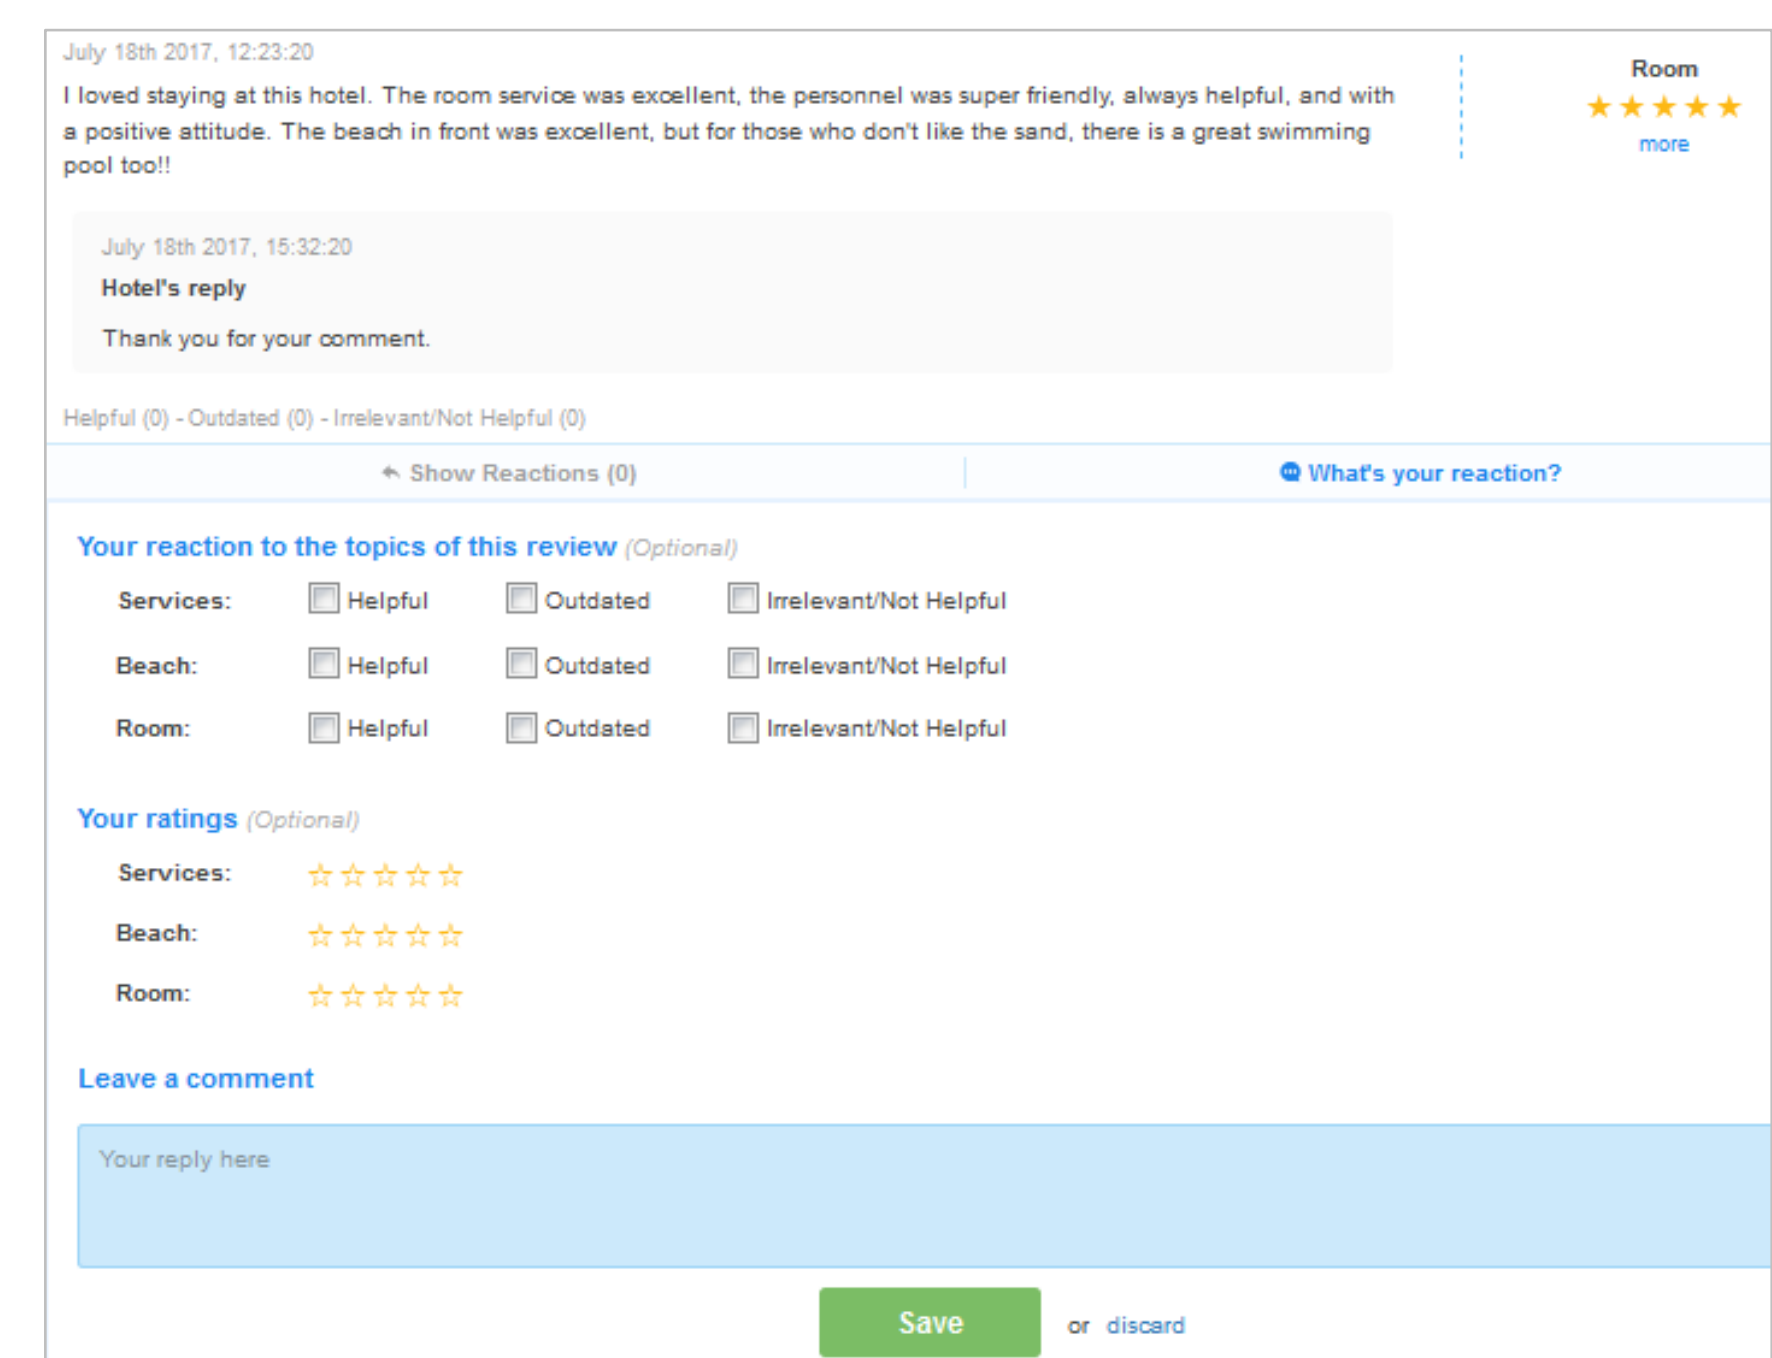 July 18th 2017, 12:23:20
I loved staying at this hotel. The room service was excellent, the personnel was super friendly, always helpful, and with
a positive attitude. The beach in front was excellent, but for those who don't like the sand, there is a great swimming
pool too!!
Room
more
July 18th 2017, 15:32:20
Hotel's reply
Thank you for your comment.
Helpful (0) - Outdated (0) - Irrelevant/Not Helpful (0)
Show Reactions (0) What's your reaction?
Your reaction to the topics of this review (Optional)
Services: Helpful Outdated Irrelevant/Not Helpful
Beach: Helpful Outdated Irrelevant/Not Helpful
Room: Helpful Outdated Irrelevant/Not Helpful
Your ratings (Optional)
Services:
Beach:
Room:
Leave a comment
Your reply here
Save or discard